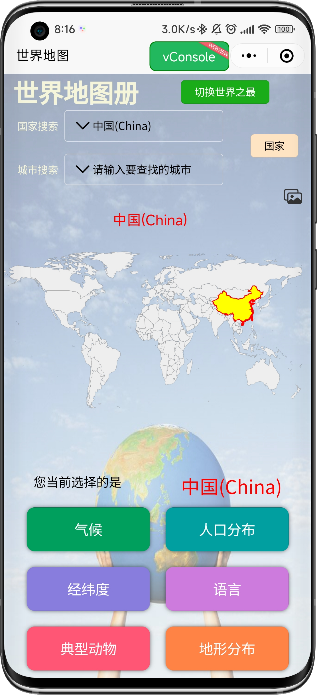 8:16
3.0K/s
100
世界地图
vConsole
世界地图册
切换世界之最
国家搜索
中国(China)
国家
城市搜索
请输入要查找的城市
中国(China)
您当前选择的是
中国(China)
气候
人口分布
经纬度
语言
典型动物
地形分布